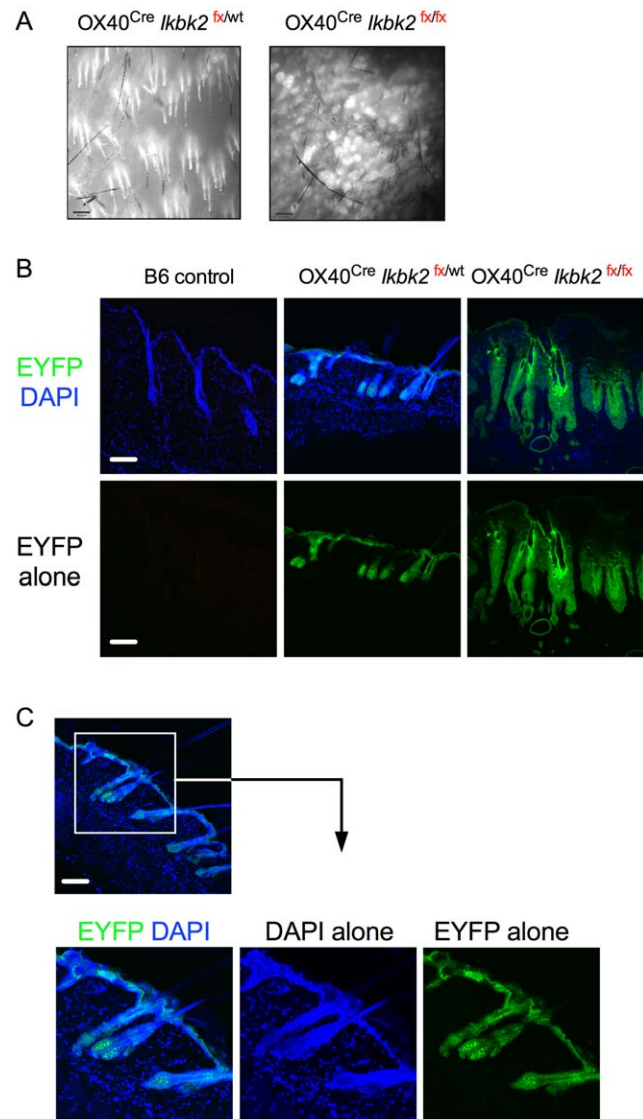 A
OX40Cre Ikbk2 fx/wt OX40Cre Ikbk2 fx/fx
B
B6 control OX40Cre Ikbk2 fx/wt OX40Cre Ikbk2 fx/fx
EYFP
DAPI
EYFP
alone
C
EYFP DAPI DAPI alone EYFP alone